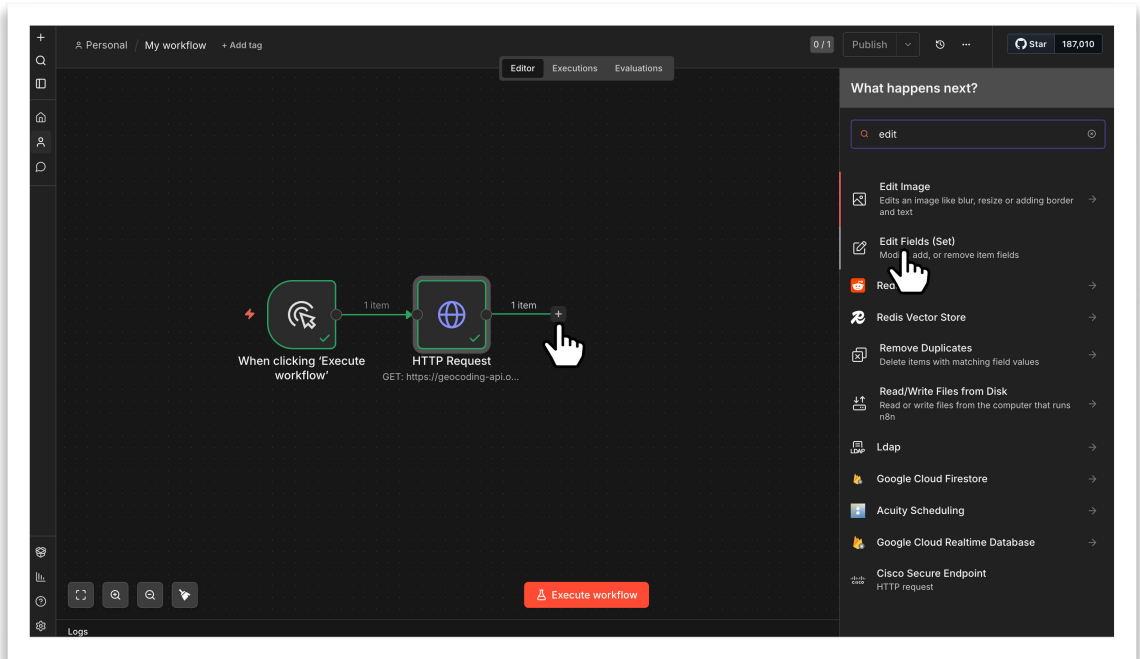 Personal / My workflow + Add tag
0 / 1
Publish
Star 187,010
Editor Executions Evaluations
What happens next?
edit
Edit Image
Edits an image like blur, resize or adding border
and text
Edit Fields (Set)
add, or remove item fields
Redis Vector Store
Remove Duplicates
Delete items with matching field values
Read/Write Files from Disk
Read or write files from the computer that runs
n8n
LDAP
Ldap
Google Cloud Firestore
Acuity Scheduling
Google Cloud Realtime Database
cisco
Cisco Secure Endpoint
HTTP request
1 item
1 item
When clicking ‘Execute
workflow’
HTTP Request
GET: https://geocoding-api.o...
Execute workflow
Logs